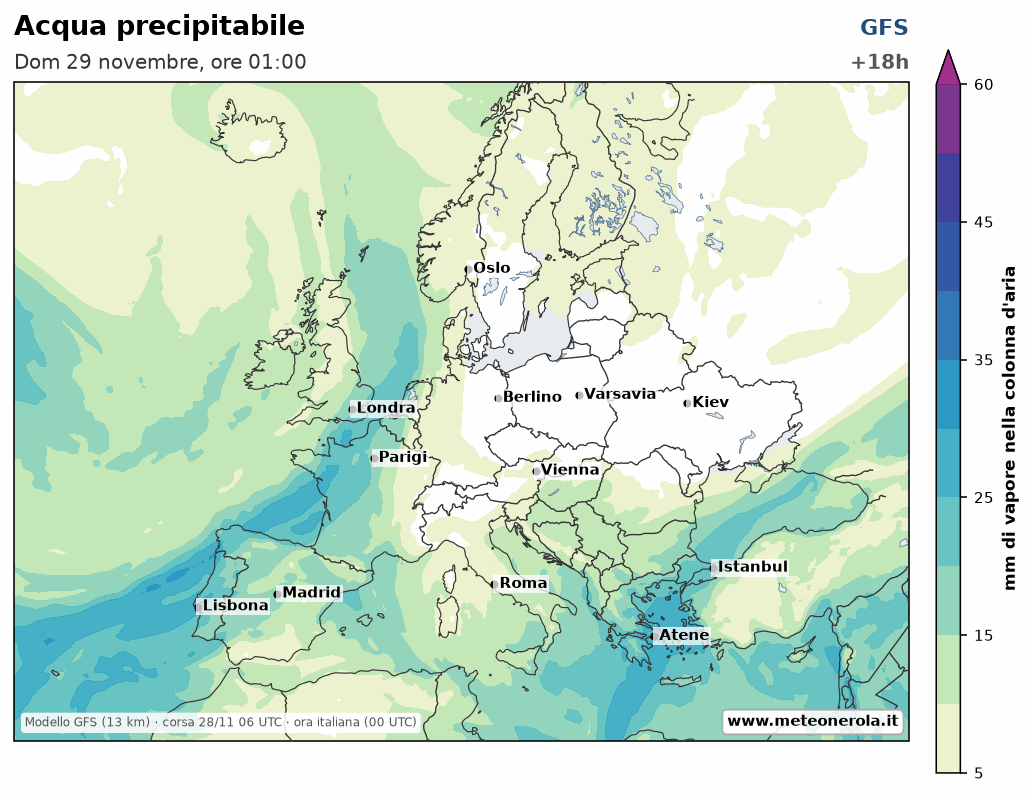 Acqua precipitabile
GFS
Dom 29 novembre, ore 01:00
+18h
60
45
35
25
15
5
mm di vapore nella colonna d'aria
Oslo
Berlino
Varsavia
Kiev
Londra
Parigi
Vienna
Istanbul
Roma
Madrid
Lisbona
Atene
Modello GFS (13 km) · corsa 28/11 06 UTC · ora italiana (00 UTC)
www.meteonerola.it